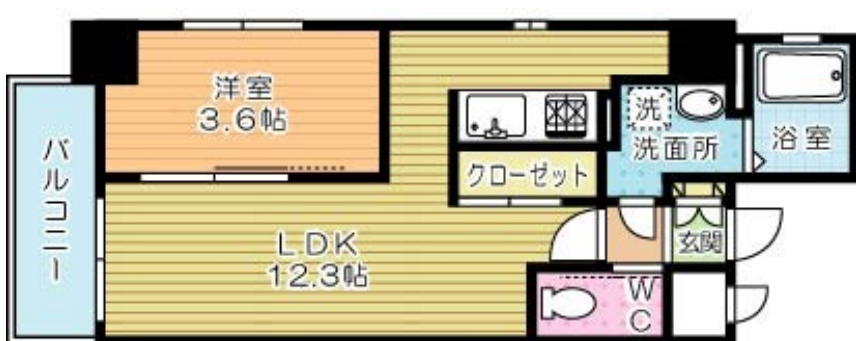 洋室
3.6帖
バルコニー
LDK
12.3帖
クローゼット
洗
洗面所
浴室
玄関
WC